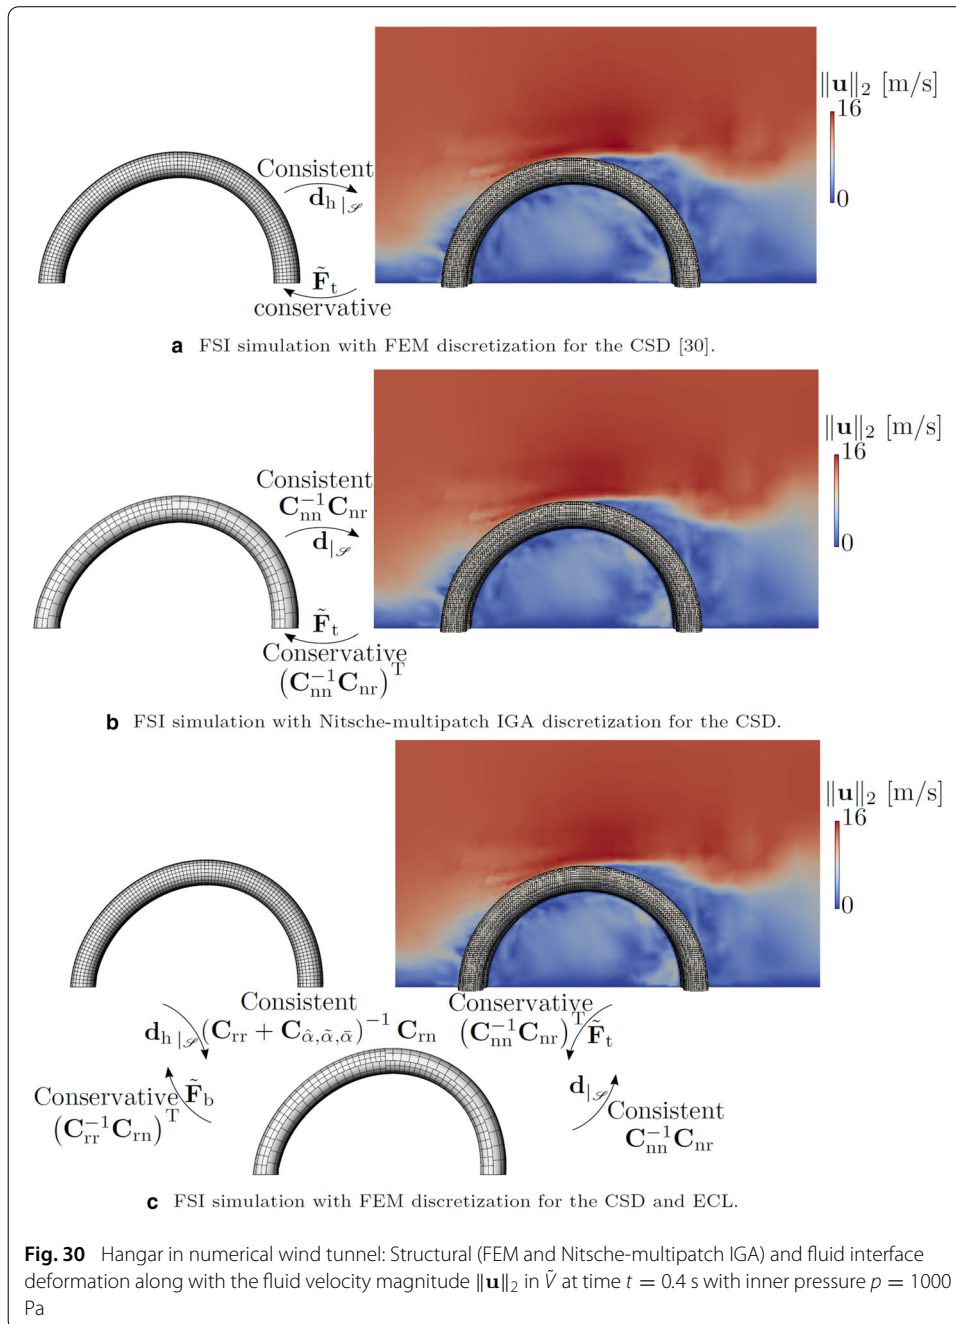 ‖u‖₂ [m/s]
16
0
Consistent
d_h|𝒮
F̃_t
conservative
a FSI simulation with FEM discretization for the CSD [30].
‖u‖₂ [m/s]
16
0
Consistent
C_nn^{-1} C_nr
d|𝒮
F̃_t
Conservative
(C_nn^{-1} C_nr)^T
b FSI simulation with Nitsche-multipatch IGA discretization for the CSD.
‖u‖₂ [m/s]
16
0
Consistent
d_h|𝒮 (C_rr + C_{α̂,α̃,ᾱ})^{-1} C_rn
Conservative
(C_nn^{-1} C_nr)^T F̃_t
Conservative F̃_b
(C_rr^{-1} C_rn)^T
d|𝒮
Consistent
C_nn^{-1} C_nr
c FSI simulation with FEM discretization for the CSD and ECL.
Fig. 30 Hangar in numerical wind tunnel: Structural (FEM and Nitsche-multipatch IGA) and fluid interface
deformation along with the fluid velocity magnitude ‖u‖₂ in Ṽ at time t = 0.4 s with inner pressure p = 1000
Pa